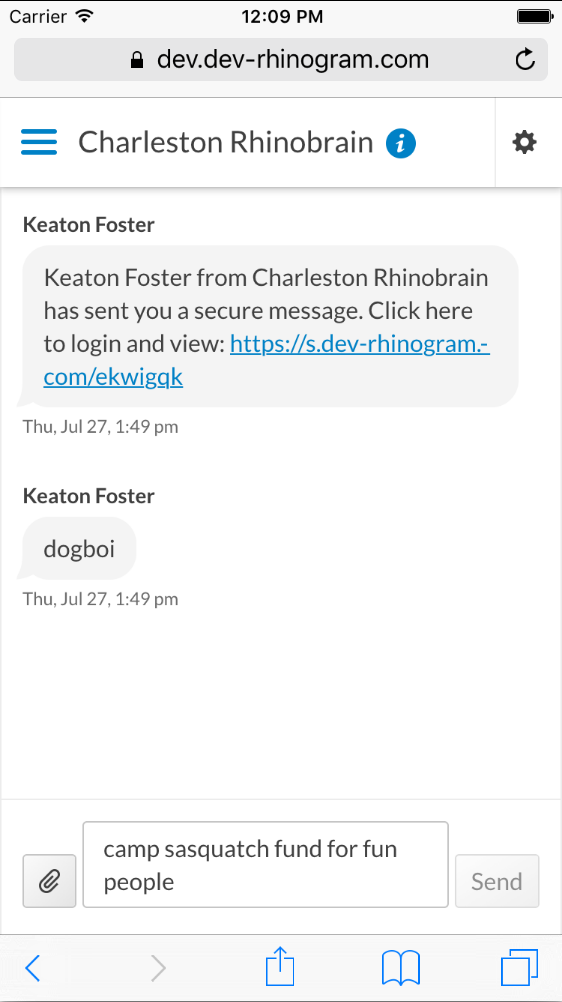 Carrier 12:09 PM
dev.dev-rhinogram.com
Charleston Rhinobrain i
Keaton Foster
Keaton Foster from Charleston Rhinobrain
has sent you a secure message. Click here
to login and view: https://s.dev-rhinogram.-
com/ekwigqk
Thu, Jul 27, 1:49 pm
Keaton Foster
dogboi
Thu, Jul 27, 1:49 pm
camp sasquatch fund for fun
people
Send